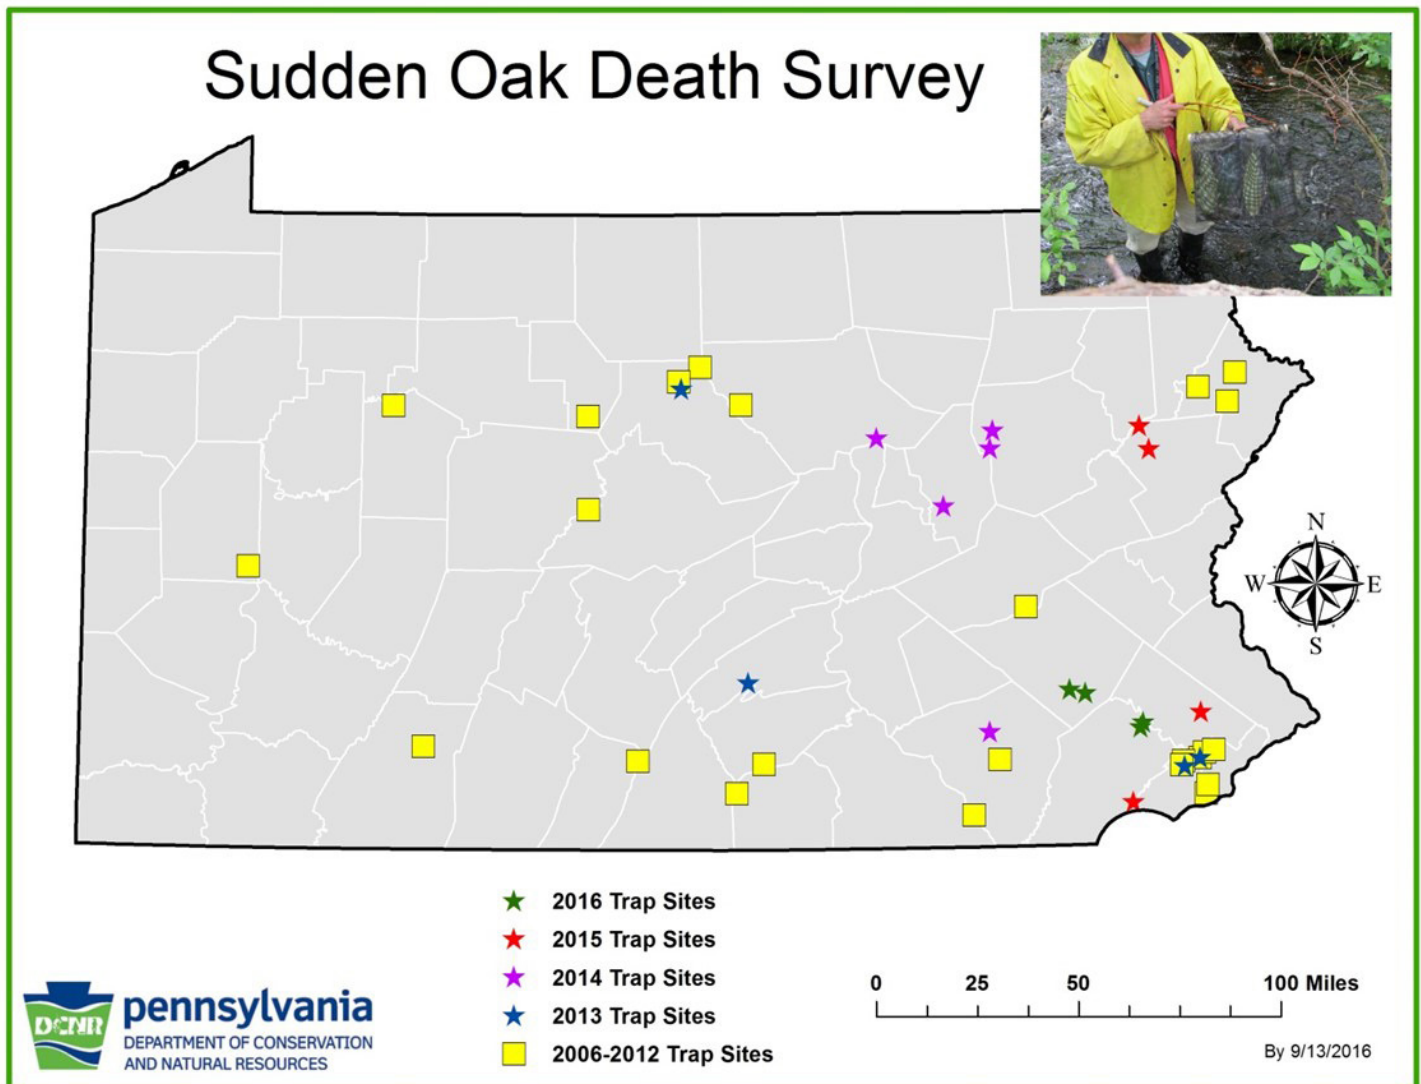 Sudden Oak Death Survey
N
W
E
S
2016 Trap Sites
2015 Trap Sites
2014 Trap Sites
2013 Trap Sites
2006-2012 Trap Sites
0 25 50 100 Miles
DCNR
pennsylvania
DEPARTMENT OF CONSERVATION
AND NATURAL RESOURCES
By 9/13/2016